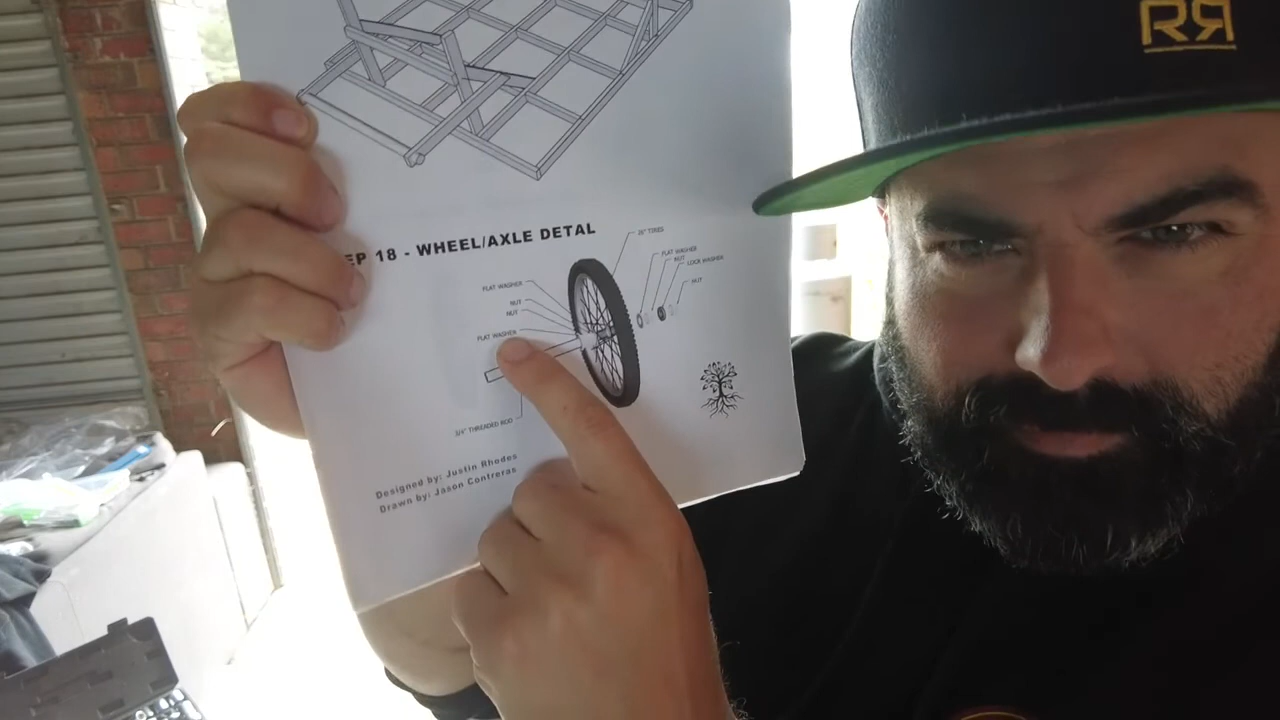 RR
EP 18 - WHEEL/AXLE DETAL
26" TIRES
FLAT WASHER
NUT
LOCK WASHER
NUT
FLAT WASHER
NUT
NUT
FLAT WASHER
3/4" THREADED ROD
Designed by: Justin Rhodes
Drawn by: Jason Contreras